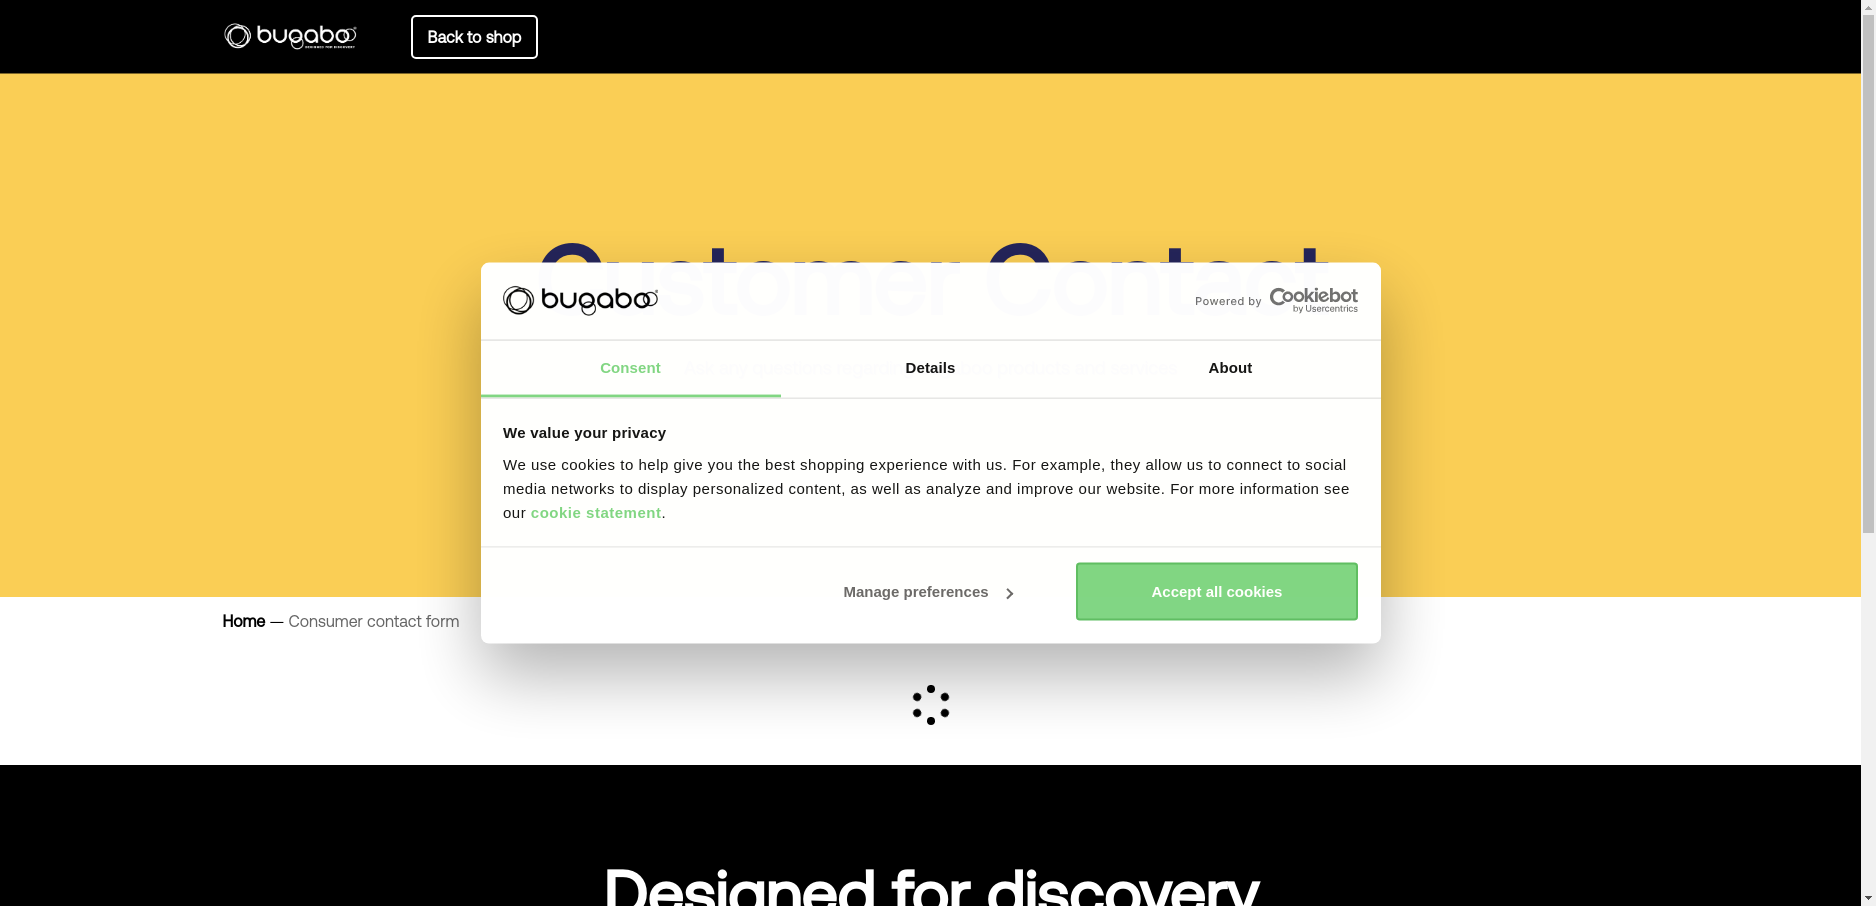 bugaboo
DESIGNED FOR DISCOVERY
Back to shop
Customer Contact
bugaboo
Powered by Cookiebot
by Usercentrics
Consent
Details
About
We value your privacy
We use cookies to help give you the best shopping experience with us. For example, they allow us to connect to social
media networks to display personalized content, as well as analyze and improve our website. For more information see
our cookie statement.
Manage preferences
Accept all cookies
Home — Consumer contact form
Designed for discovery